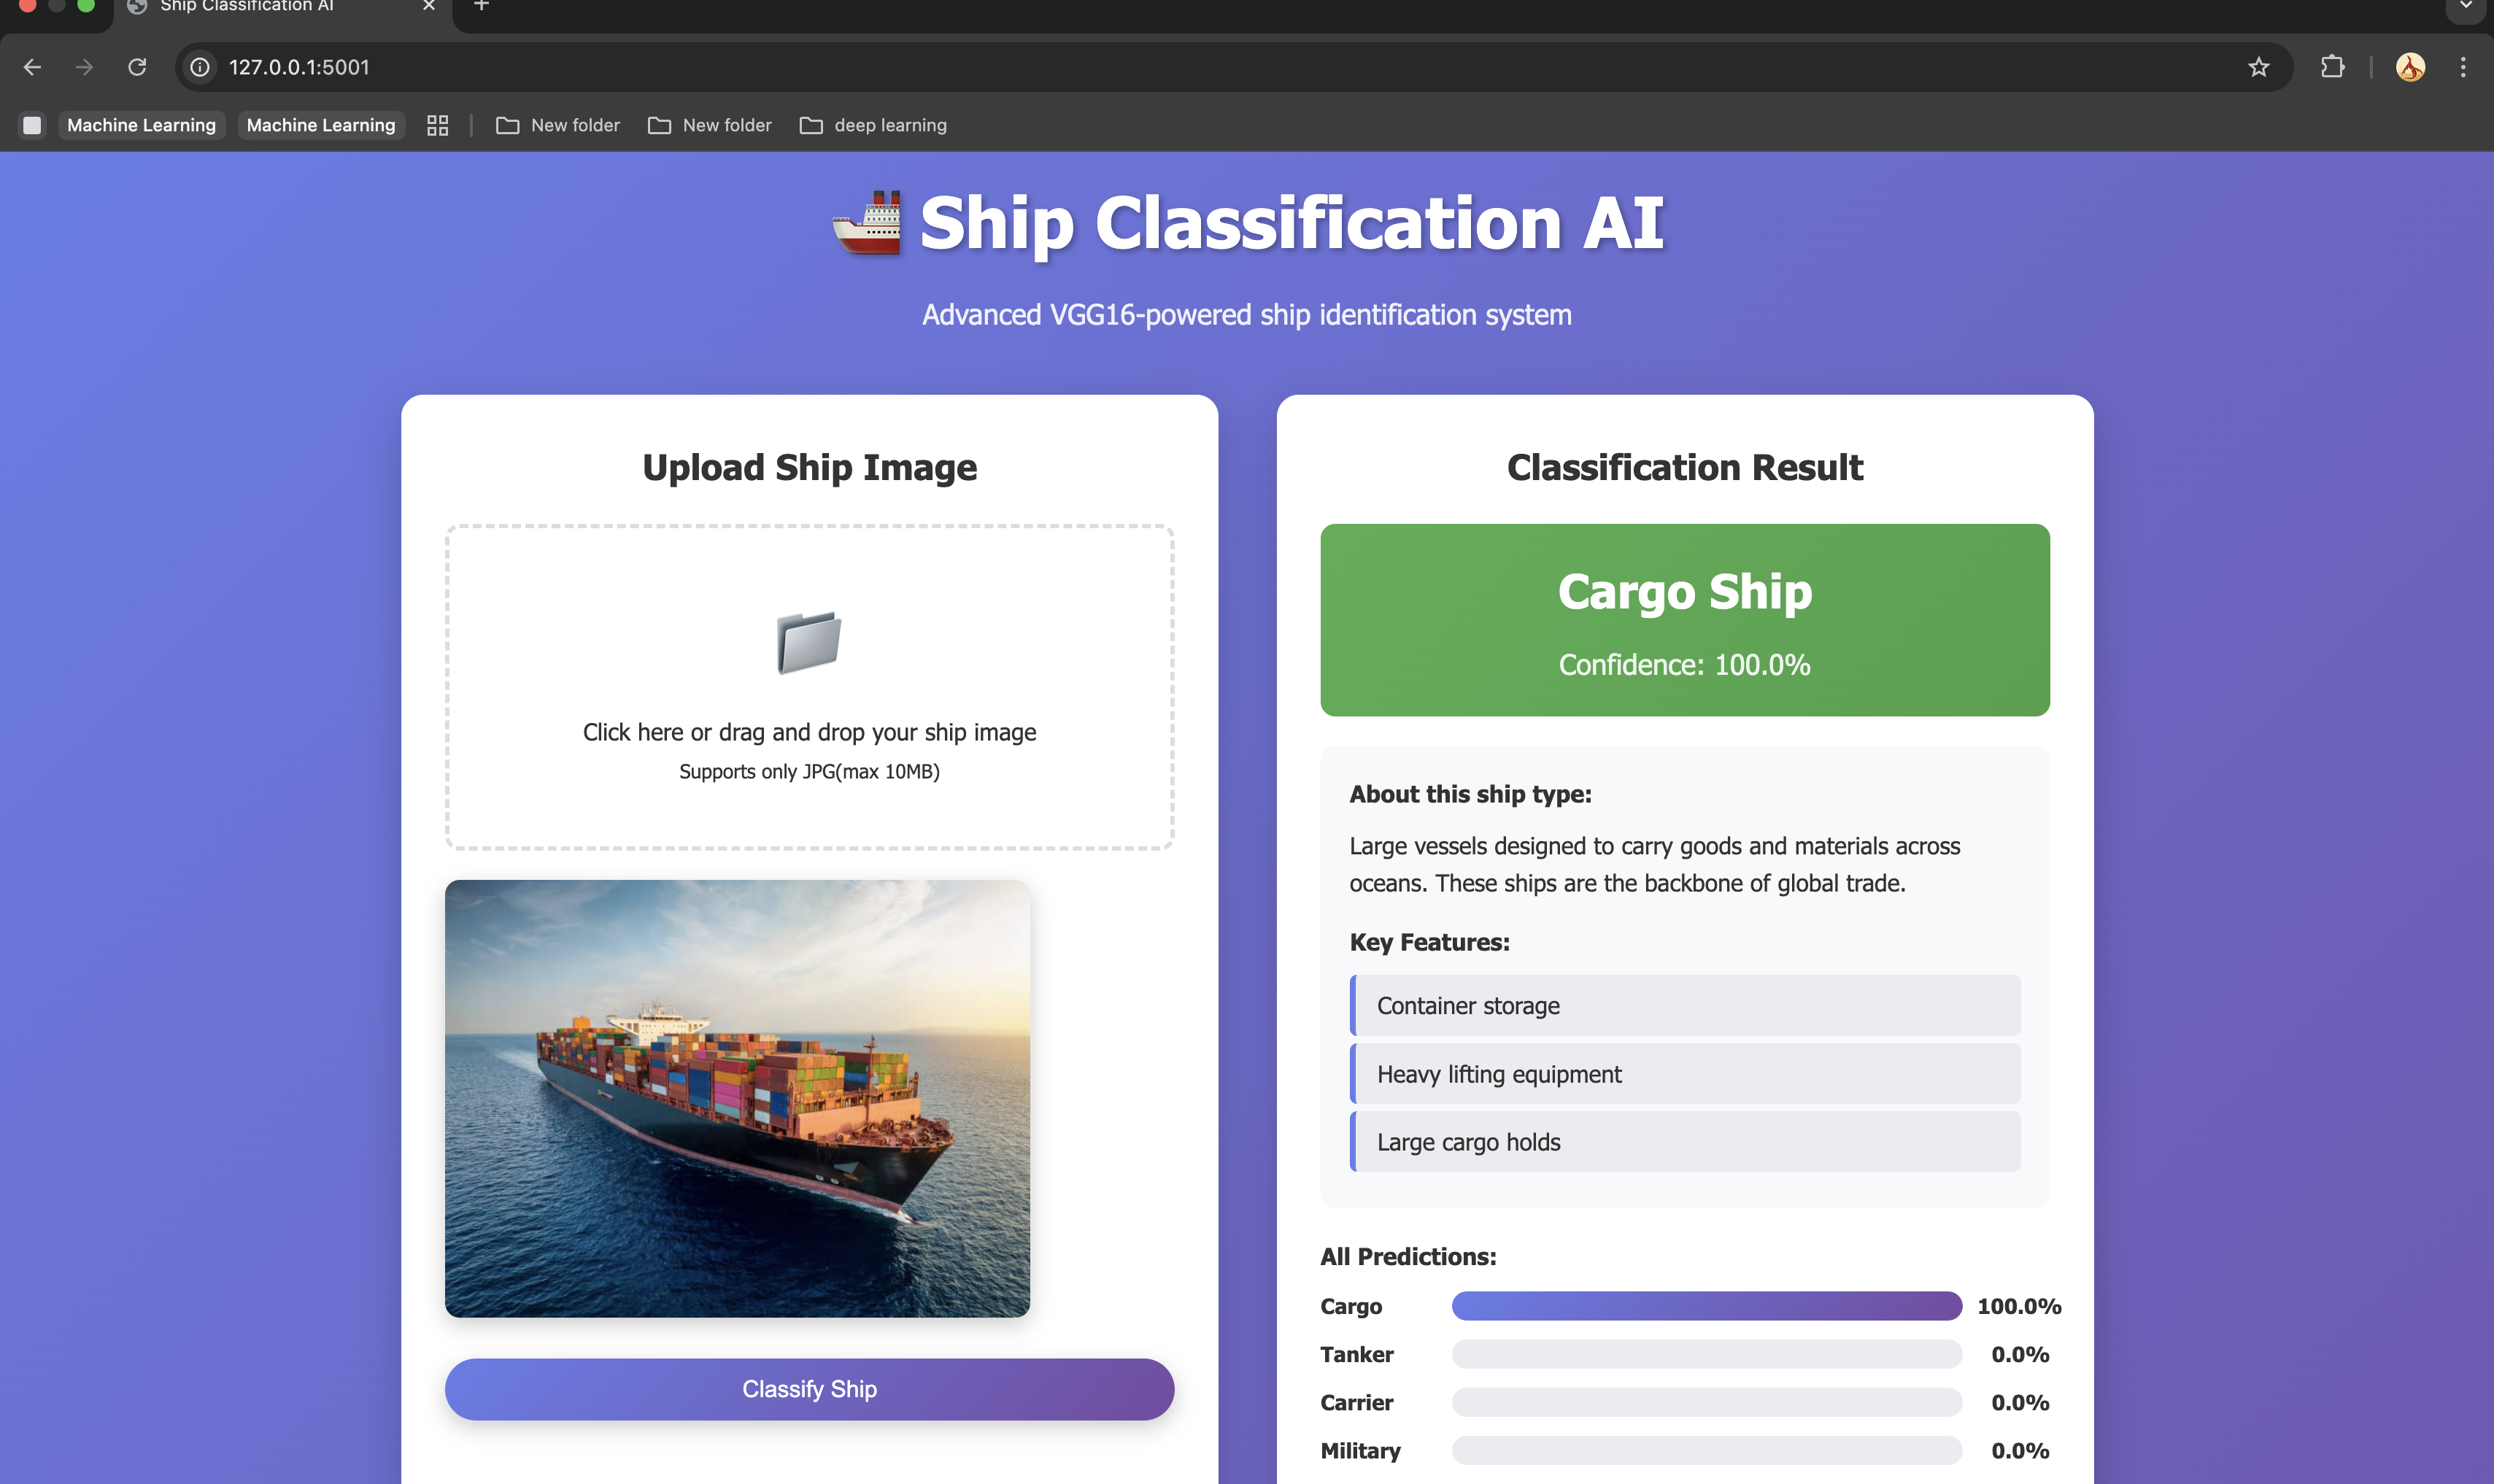 Ship Classification AI
127.0.0.1:5001
Machine Learning
Machine Learning
New folder
New folder
deep learning
Ship Classification AI
Advanced VGG16-powered ship identification system
Upload Ship Image
Click here or drag and drop your ship image
Supports only JPG(max 10MB)
Classify Ship
Classification Result
Cargo Ship
Confidence: 100.0%
About this ship type:
Large vessels designed to carry goods and materials across
oceans. These ships are the backbone of global trade.
Key Features:
Container storage
Heavy lifting equipment
Large cargo holds
All Predictions:
Cargo 100.0%
Tanker 0.0%
Carrier 0.0%
Military 0.0%